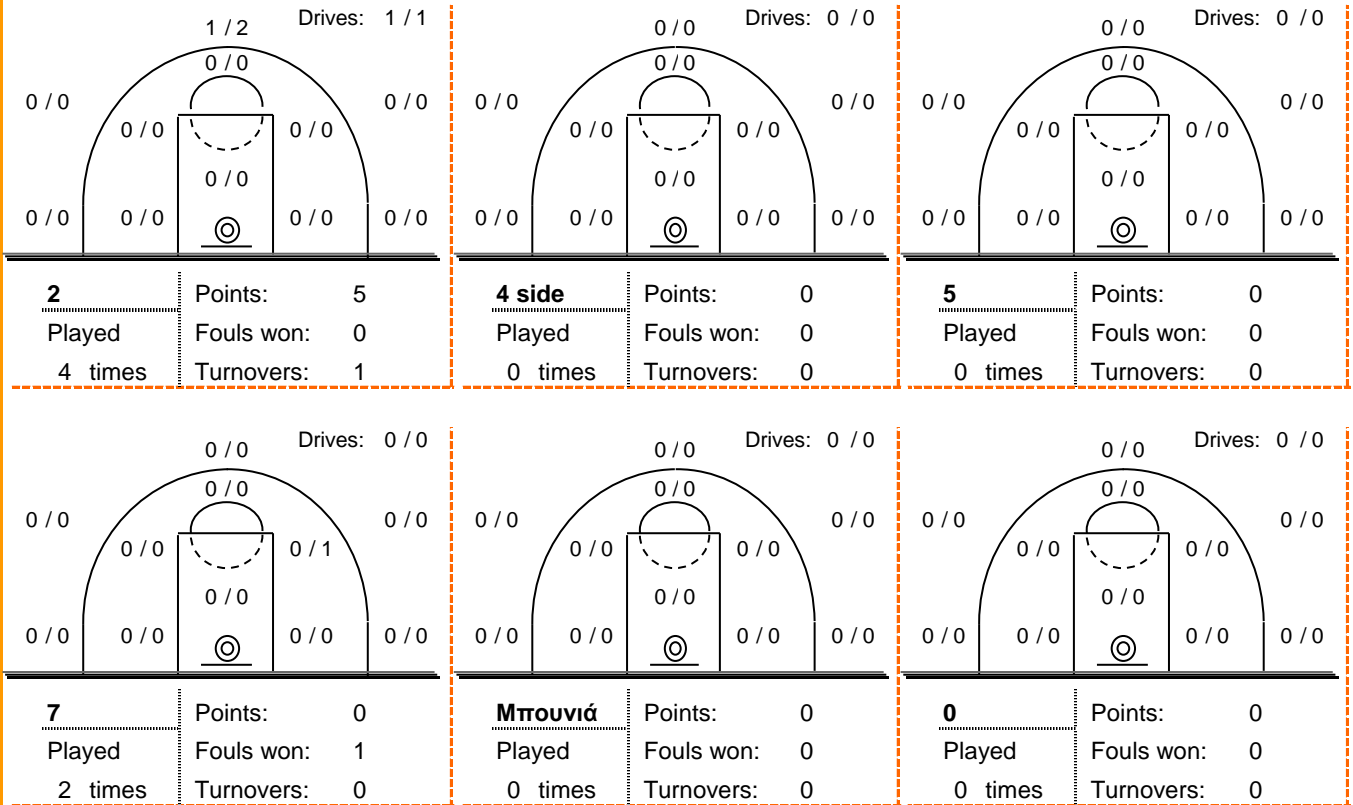 1 / 2 Drives: 1 / 1
0 / 0
0 / 0 0 / 0
0 / 0 0 / 0
0 / 0
0 / 0 0 / 0 0 / 0 0 / 0
2 Points: 5
Played Fouls won: 0
4 times Turnovers: 1
0 / 0 Drives: 0 / 0
0 / 0
0 / 0 0 / 0
0 / 0 0 / 0
0 / 0
0 / 0 0 / 0 0 / 0 0 / 0
4 side Points: 0
Played Fouls won: 0
0 times Turnovers: 0
0 / 0 Drives: 0 / 0
0 / 0
0 / 0 0 / 0
0 / 0 0 / 0
0 / 0
0 / 0 0 / 0 0 / 0 0 / 0
5 Points: 0
Played Fouls won: 0
0 times Turnovers: 0
0 / 0 Drives: 0 / 0
0 / 0
0 / 0 0 / 0
0 / 0 0 / 1
0 / 0
0 / 0 0 / 0 0 / 0 0 / 0
7 Points: 0
Played Fouls won: 1
2 times Turnovers: 0
0 / 0 Drives: 0 / 0
0 / 0
0 / 0 0 / 0
0 / 0 0 / 0
0 / 0
0 / 0 0 / 0 0 / 0 0 / 0
Μπουνιά Points: 0
Played Fouls won: 0
0 times Turnovers: 0
0 / 0 Drives: 0 / 0
0 / 0
0 / 0 0 / 0
0 / 0 0 / 0
0 / 0
0 / 0 0 / 0 0 / 0 0 / 0
0 Points: 0
Played Fouls won: 0
0 times Turnovers: 0